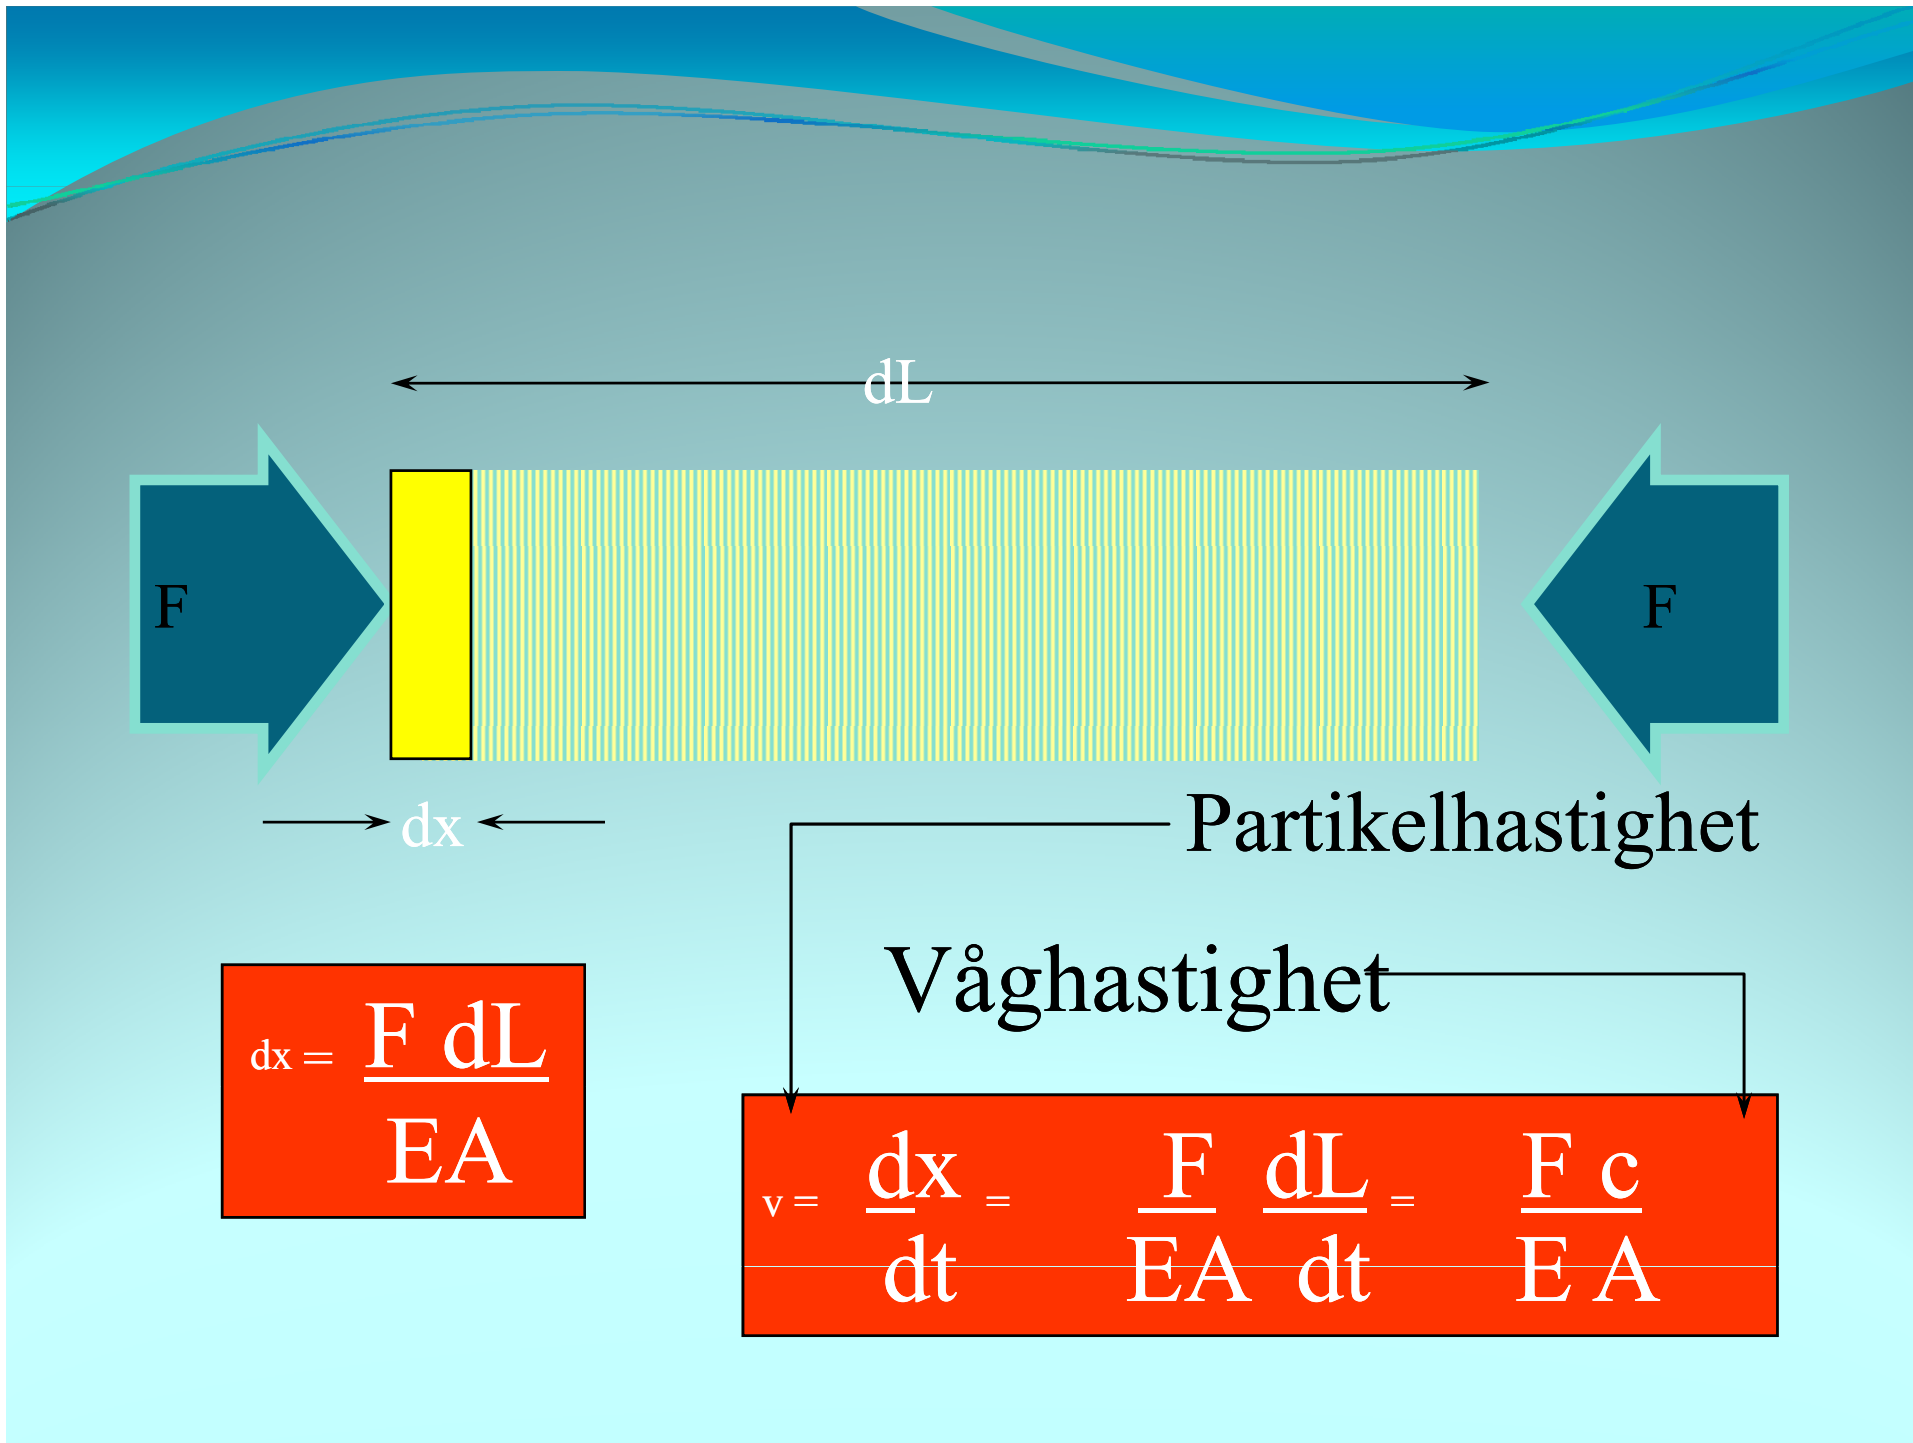 dL
F
F
dx
Partikelhastighet
Våghastighet
dx = F dL
EA
v = dx = F dL = F c
dt EA dt E A